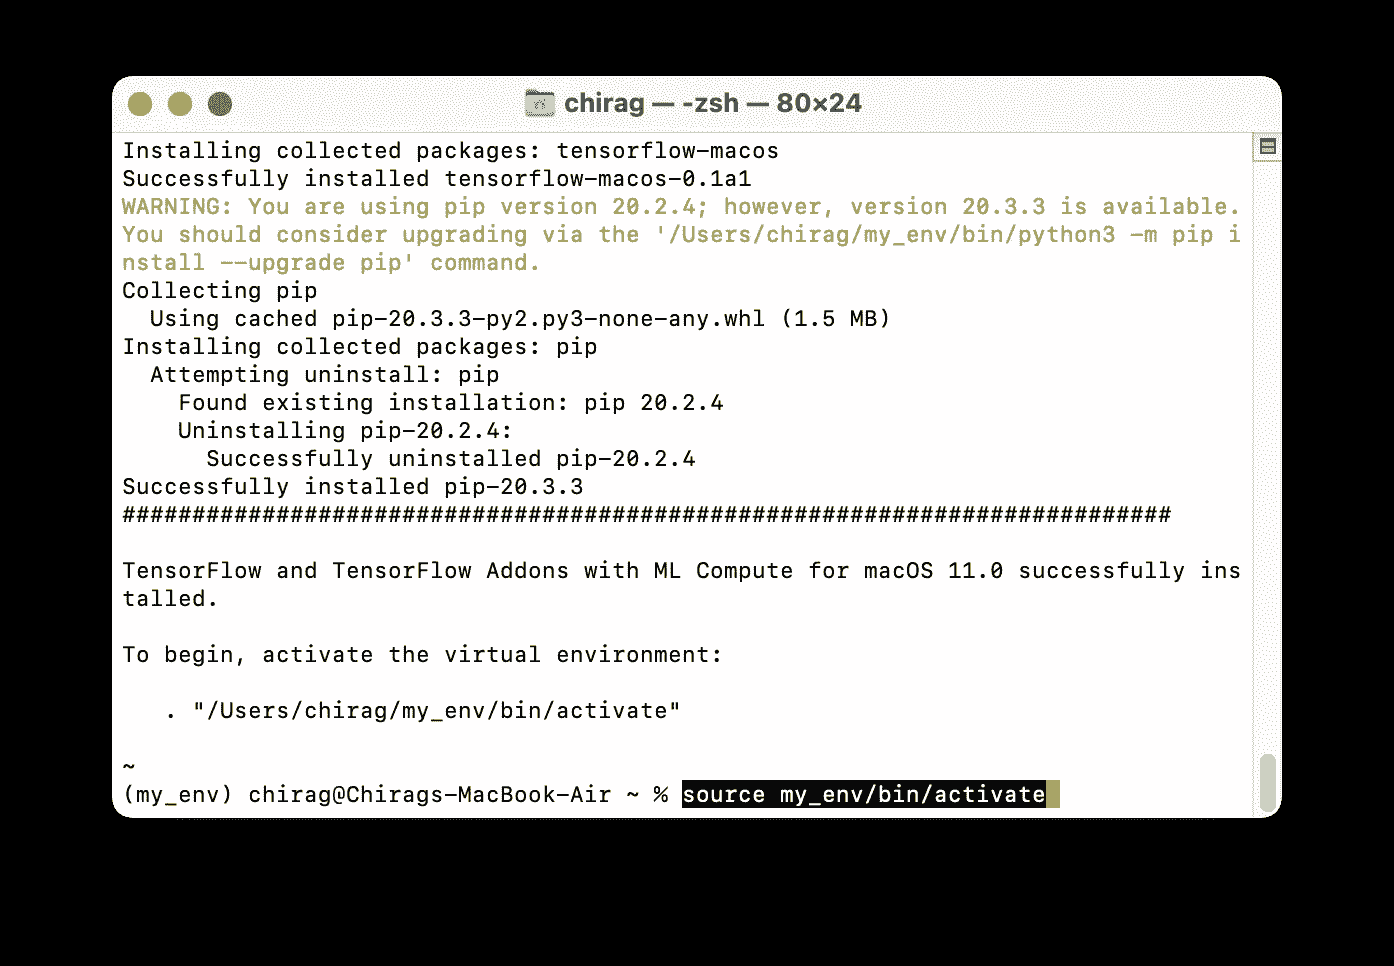 chirag — -zsh — 80×24
Installing collected packages: tensorflow-macos
Successfully installed tensorflow-macos-0.1a1
WARNING: You are using pip version 20.2.4; however, version 20.3.3 is available.
You should consider upgrading via the '/Users/chirag/my_env/bin/python3 -m pip i
nstall --upgrade pip' command.
Collecting pip
  Using cached pip-20.3.3-py2.py3-none-any.whl (1.5 MB)
Installing collected packages: pip
  Attempting uninstall: pip
    Found existing installation: pip 20.2.4
    Uninstalling pip-20.2.4:
      Successfully uninstalled pip-20.2.4
Successfully installed pip-20.3.3
###########################################################################

TensorFlow and TensorFlow Addons with ML Compute for macOS 11.0 successfully ins
talled.

To begin, activate the virtual environment:

   . "/Users/chirag/my_env/bin/activate"

~
(my_env) chirag@Chirags-MacBook-Air ~ % source my_env/bin/activate